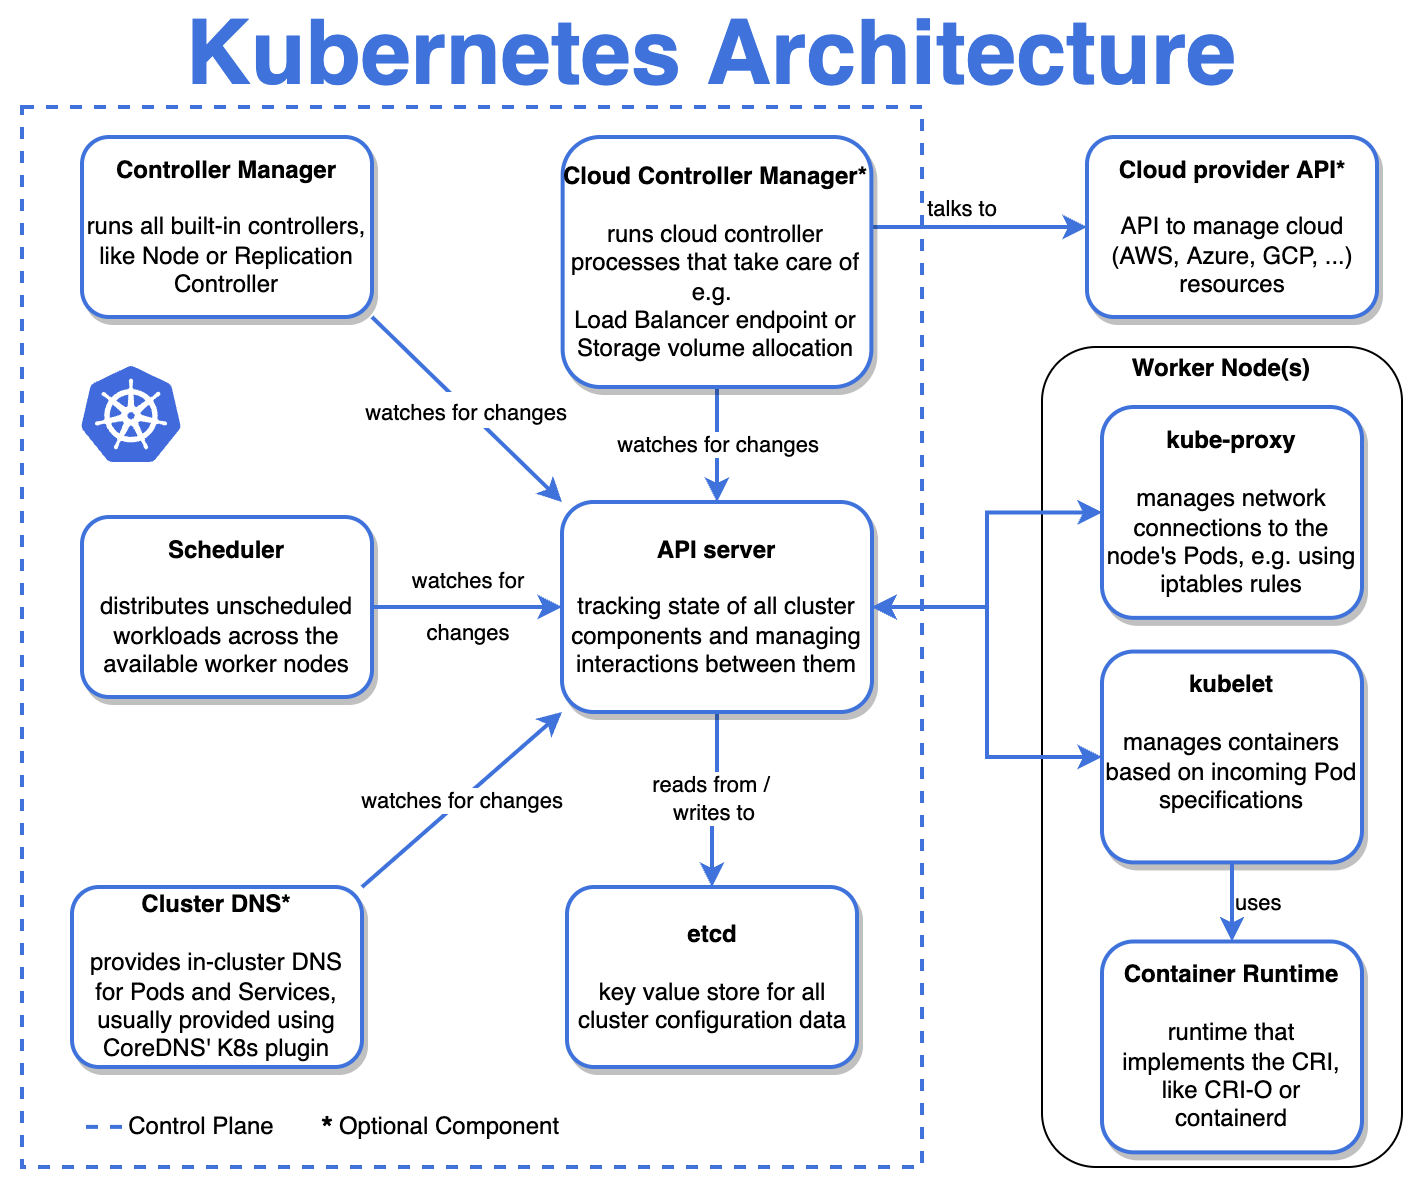 Kubernetes Architecture
Controller Manager
runs all built-in controllers,
like Node or Replication
Controller
Cloud Controller Manager*
runs cloud controller
processes that take care of
e.g.
Load Balancer endpoint or
Storage volume allocation
talks to
Cloud provider API*
API to manage cloud
(AWS, Azure, GCP, ...)
resources
watches for changes
watches for changes
Scheduler
distributes unscheduled
workloads across the
available worker nodes
watches for
changes
API server
tracking state of all cluster
components and managing
interactions between them
watches for changes
reads from /
writes to
Cluster DNS*
provides in-cluster DNS
for Pods and Services,
usually provided using
CoreDNS' K8s plugin
etcd
key value store for all
cluster configuration data
Worker Node(s)
kube-proxy
manages network
connections to the
node's Pods, e.g. using
iptables rules
kubelet
manages containers
based on incoming Pod
specifications
uses
Container Runtime
runtime that
implements the CRI,
like CRI-O or
containerd
Control Plane
* Optional Component